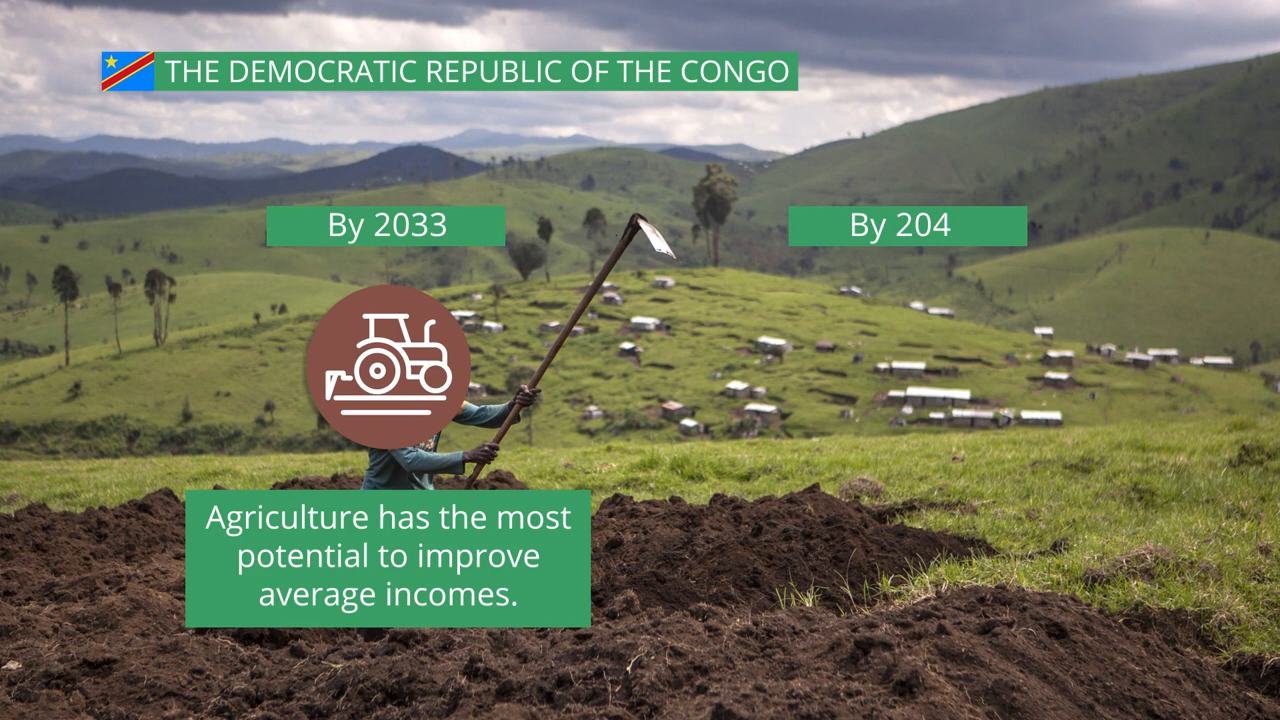 THE DEMOCRATIC REPUBLIC OF THE CONGO
By 2033
By 204
Agriculture has the most
potential to improve
average incomes.